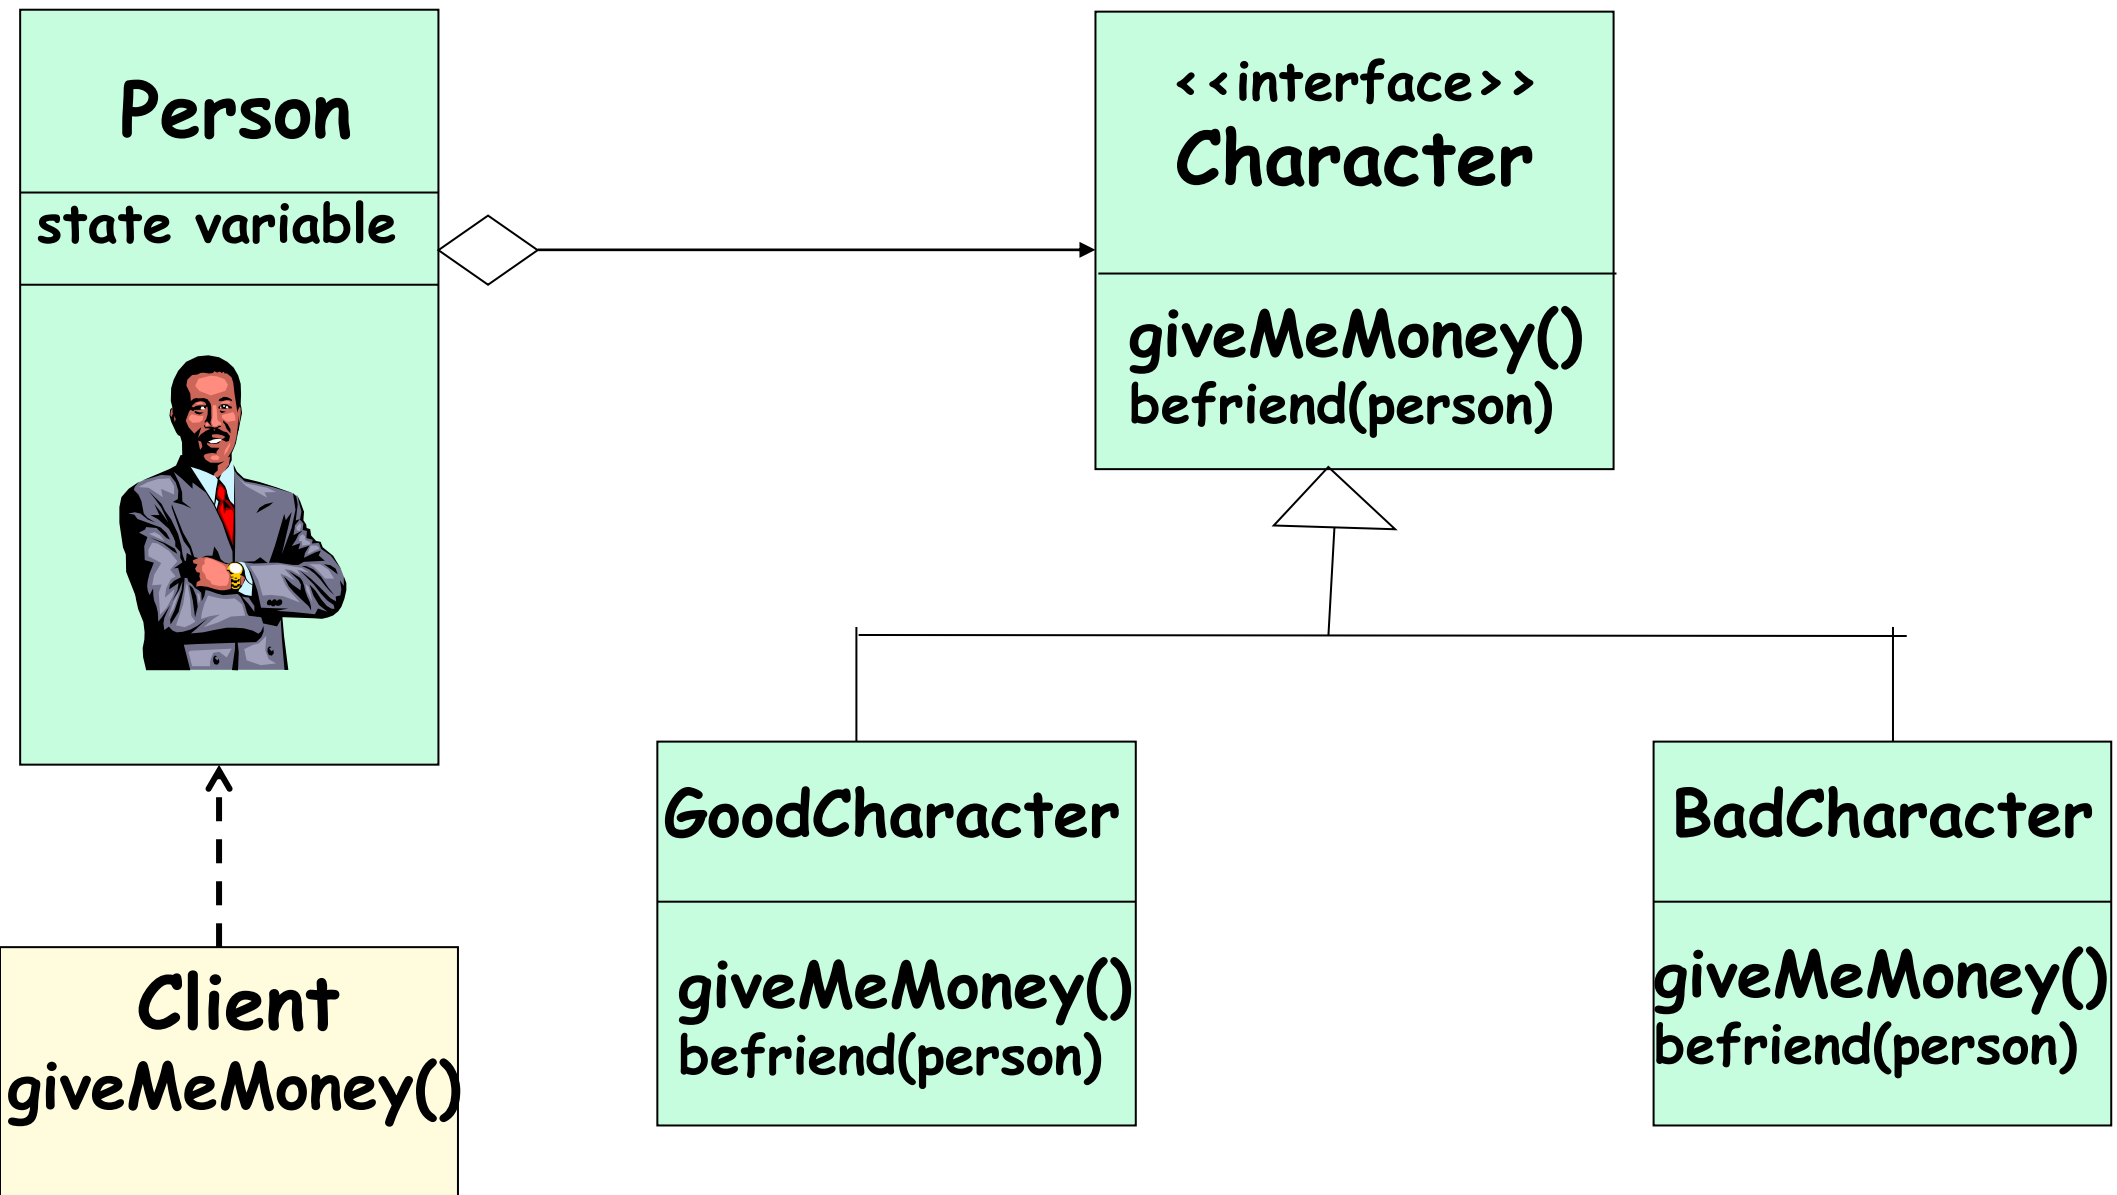 Person
state variable
<<interface>>
Character
giveMeMoney()
befriend(person)
GoodCharacter
giveMeMoney()
befriend(person)
BadCharacter
giveMeMoney()
befriend(person)
Client
giveMeMoney()